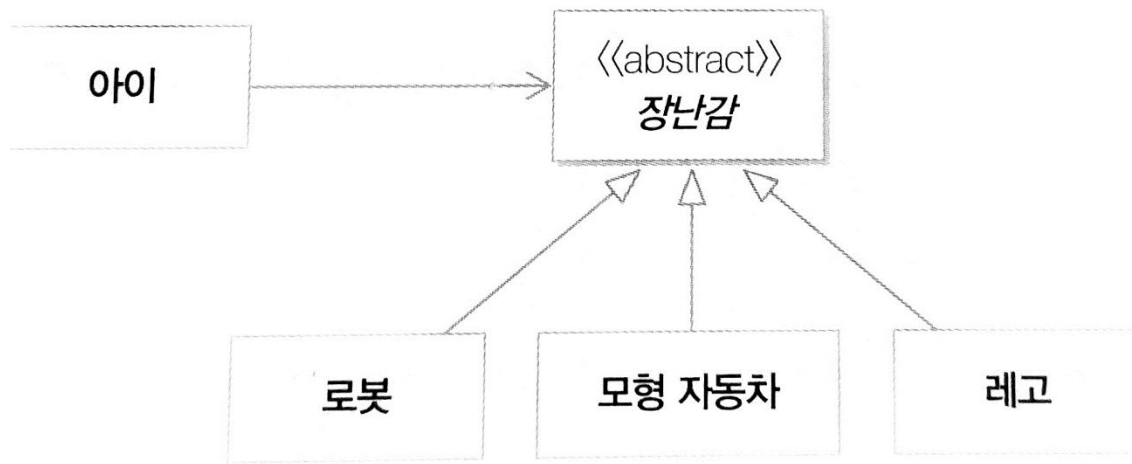 아이
《abstract》
장난감
로봇
모형 자동차
레고